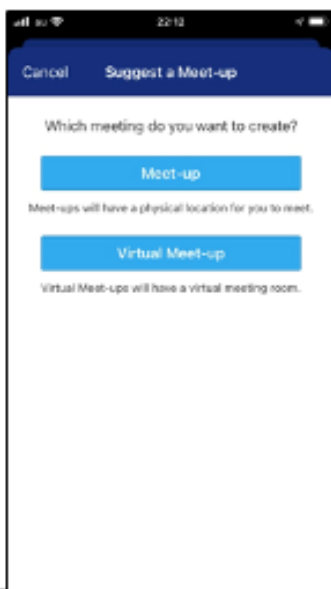 au 22:12
Cancel Suggest a Meet-up
Which meeting do you want to create?
Meet-up
Meet-ups will have a physical location for you to meet.
Virtual Meet-up
Virtual Meet-ups will have a virtual meeting room.